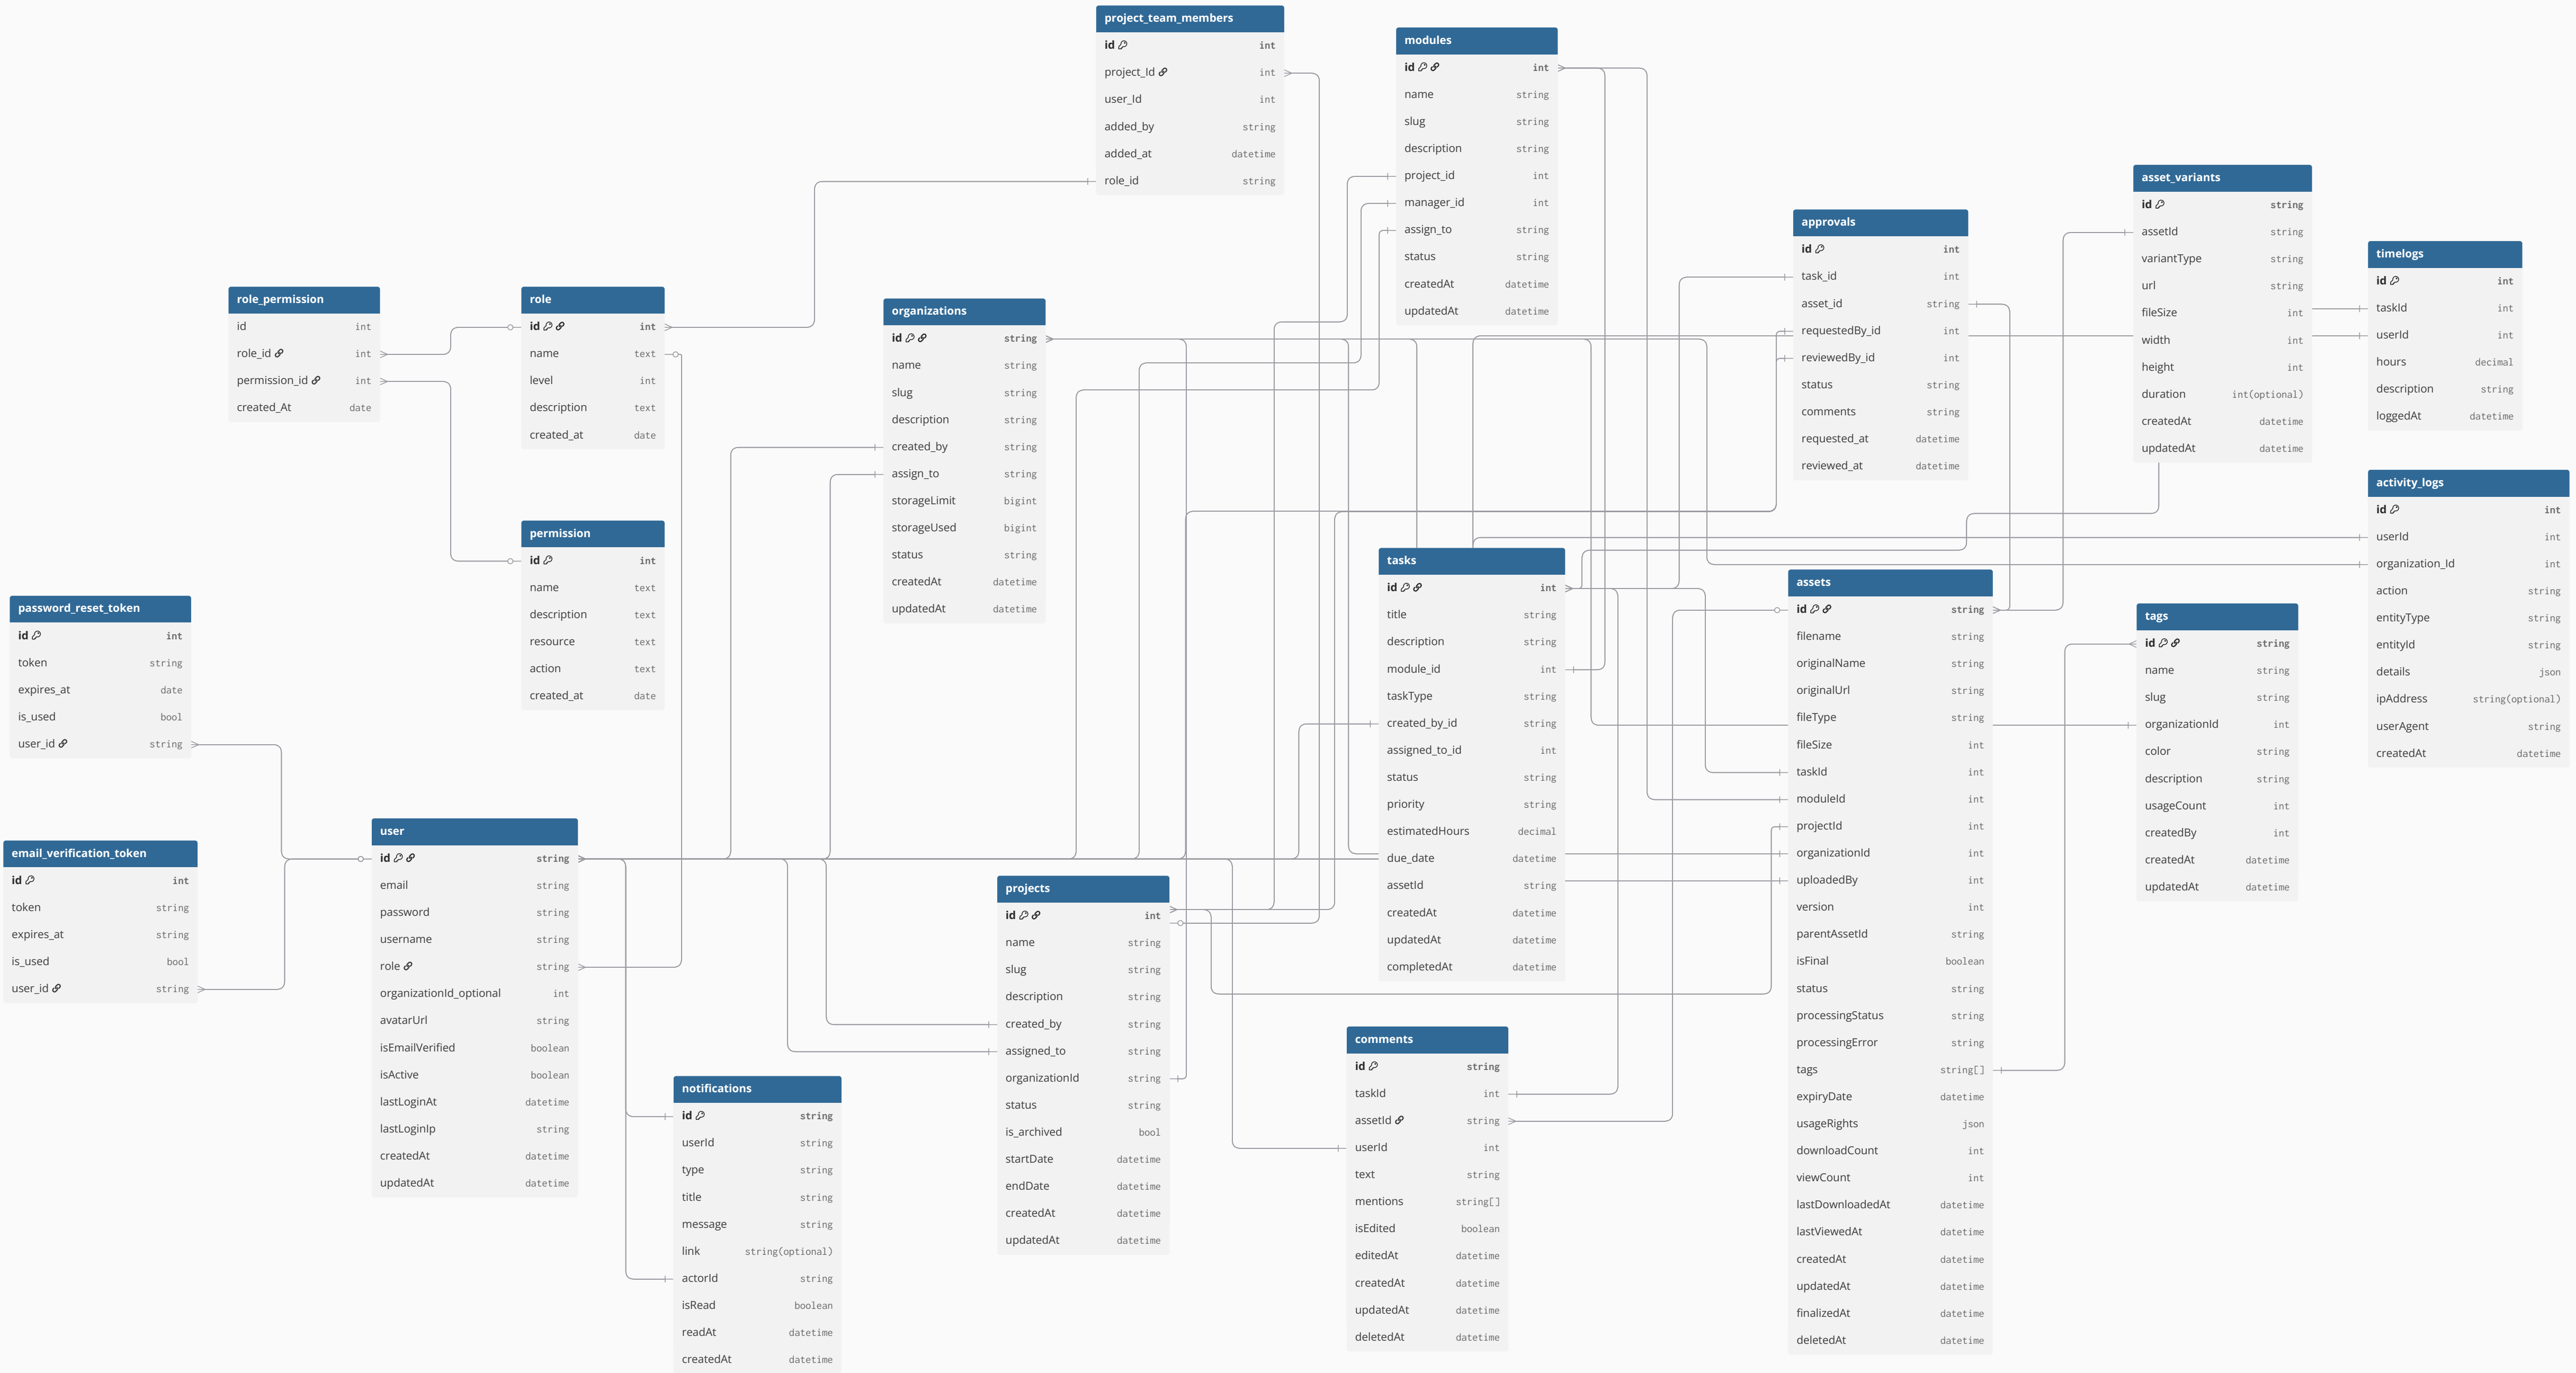 project_team_members
id int
project_Id int
user_Id int
added_by string
added_at datetime
role_id string
modules
id int
name string
slug string
description string
project_id int
manager_id int
assign_to string
status string
createdAt datetime
updatedAt datetime
asset_variants
id string
assetId string
variantType string
url string
fileSize int
width int
height int
duration int(optional)
createdAt datetime
updatedAt datetime
approvals
id int
task_id int
asset_id string
requestedBy_id int
reviewedBy_id int
status string
comments string
requested_at datetime
reviewed_at datetime
timelogs
id int
taskId int
userId int
hours decimal
description string
loggedAt datetime
role_permission
id int
role_id int
permission_id int
created_At date
role
id int
name text
level int
description text
created_at date
organizations
id string
name string
slug string
description string
created_by string
assign_to string
storageLimit bigint
storageUsed bigint
status string
createdAt datetime
updatedAt datetime
activity_logs
id int
userId int
organization_Id int
action string
entityType string
entityId string
details json
ipAddress string(optional)
userAgent string
createdAt datetime
permission
id int
name text
description text
resource text
action text
created_at date
tasks
id int
title string
description string
module_id int
taskType string
created_by_id string
assigned_to_id int
status string
priority string
estimatedHours decimal
due_date datetime
assetId string
createdAt datetime
updatedAt datetime
completedAt datetime
assets
id string
filename string
originalName string
originalUrl string
fileType string
fileSize int
taskId int
moduleId int
projectId int
organizationId int
uploadedBy int
version int
parentAssetId string
isFinal boolean
status string
processingStatus string
processingError string
tags string[]
expiryDate datetime
usageRights json
downloadCount int
viewCount int
lastDownloadedAt datetime
lastViewedAt datetime
createdAt datetime
updatedAt datetime
finalizedAt datetime
deletedAt datetime
tags
id string
name string
slug string
organizationId int
color string
description string
usageCount int
createdBy int
createdAt datetime
updatedAt datetime
password_reset_token
id int
token string
expires_at date
is_used bool
user_id string
email_verification_token
id int
token string
expires_at string
is_used bool
user_id string
user
id string
email string
password string
username string
role string
organizationId_optional int
avatarUrl string
isEmailVerified boolean
isActive boolean
lastLoginAt datetime
lastLoginIp string
createdAt datetime
updatedAt datetime
projects
id int
name string
slug string
description string
created_by string
assigned_to string
organizationId string
status string
is_archived bool
startDate datetime
endDate datetime
createdAt datetime
updatedAt datetime
comments
id string
taskId int
assetId string
userId int
text string
mentions string[]
isEdited boolean
editedAt datetime
createdAt datetime
updatedAt datetime
deletedAt datetime
notifications
id string
userId string
type string
title string
message string
link string(optional)
actorId string
isRead boolean
readAt datetime
createdAt datetime